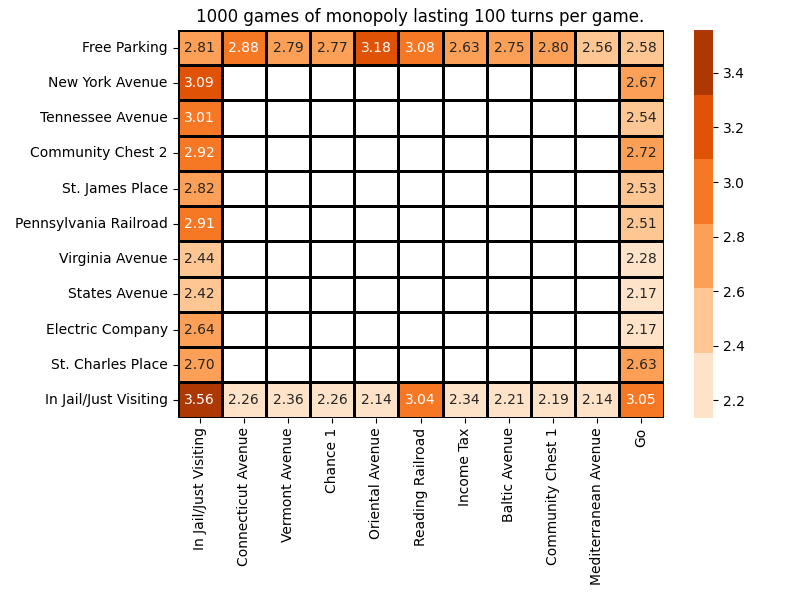 1000 games of monopoly lasting 100 turns per game.
Free Parking 2.81 2.88 2.79 2.77 3.18 3.08 2.63 2.75 2.80 2.56 2.58
New York Avenue 3.09 2.67
Tennessee Avenue 3.01 2.54
Community Chest 2 2.92 2.72
St. James Place 2.82 2.53
Pennsylvania Railroad 2.91 2.51
Virginia Avenue 2.44 2.28
States Avenue 2.42 2.17
Electric Company 2.64 2.17
St. Charles Place 2.70 2.63
In Jail/Just Visiting 3.56 2.26 2.36 2.26 2.14 3.04 2.34 2.21 2.19 2.14 3.05
In Jail/Just Visiting
Connecticut Avenue
Vermont Avenue
Chance 1
Oriental Avenue
Reading Railroad
Income Tax
Baltic Avenue
Community Chest 1
Mediterranean Avenue
Go
3.4
3.2
3.0
2.8
2.6
2.4
2.2